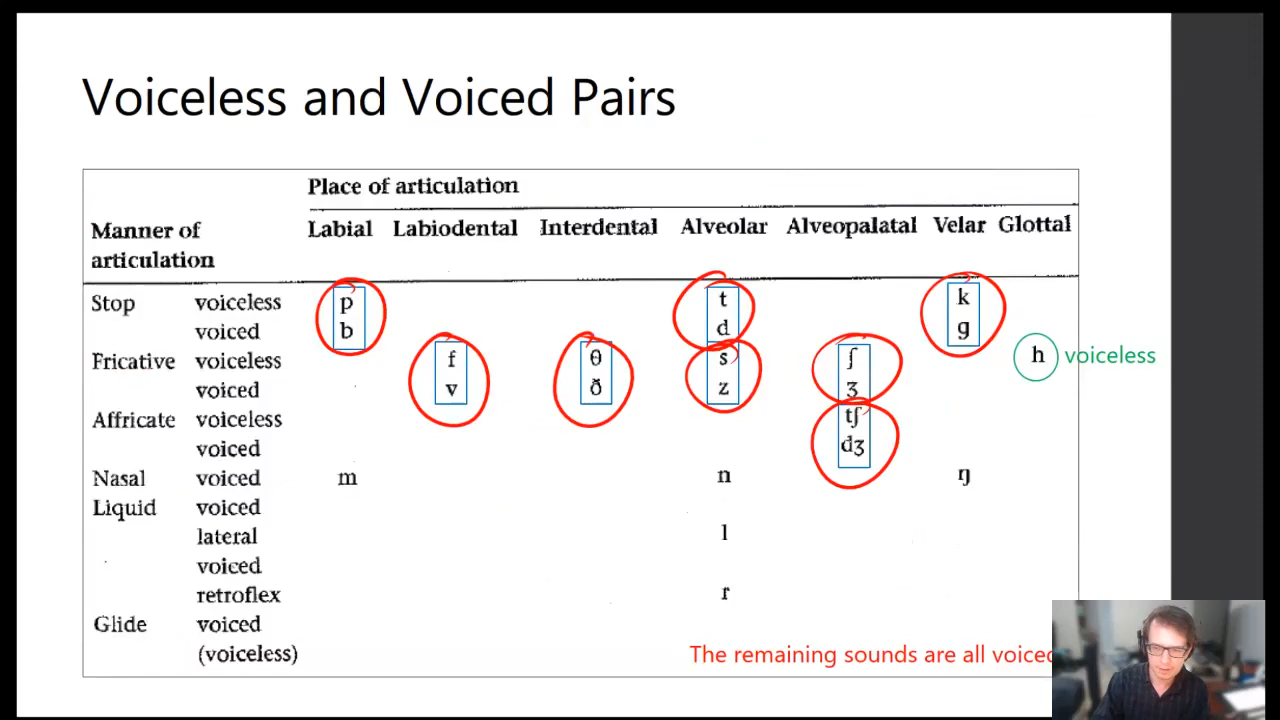 Voiceless and Voiced Pairs
Place of articulation
Manner of articulation Labial Labiodental Interdental Alveolar Alveopalatal Velar Glottal
Stop voiceless p t k
voiced b d g
Fricative voiceless f θ s ʃ h voiceless
voiced v ð z ʒ
Affricate voiceless tʃ
voiced dʒ
Nasal voiced m n ŋ
Liquid voiced
lateral l
voiced
retroflex r
Glide voiced
(voiceless)
The remaining sounds are all voiced